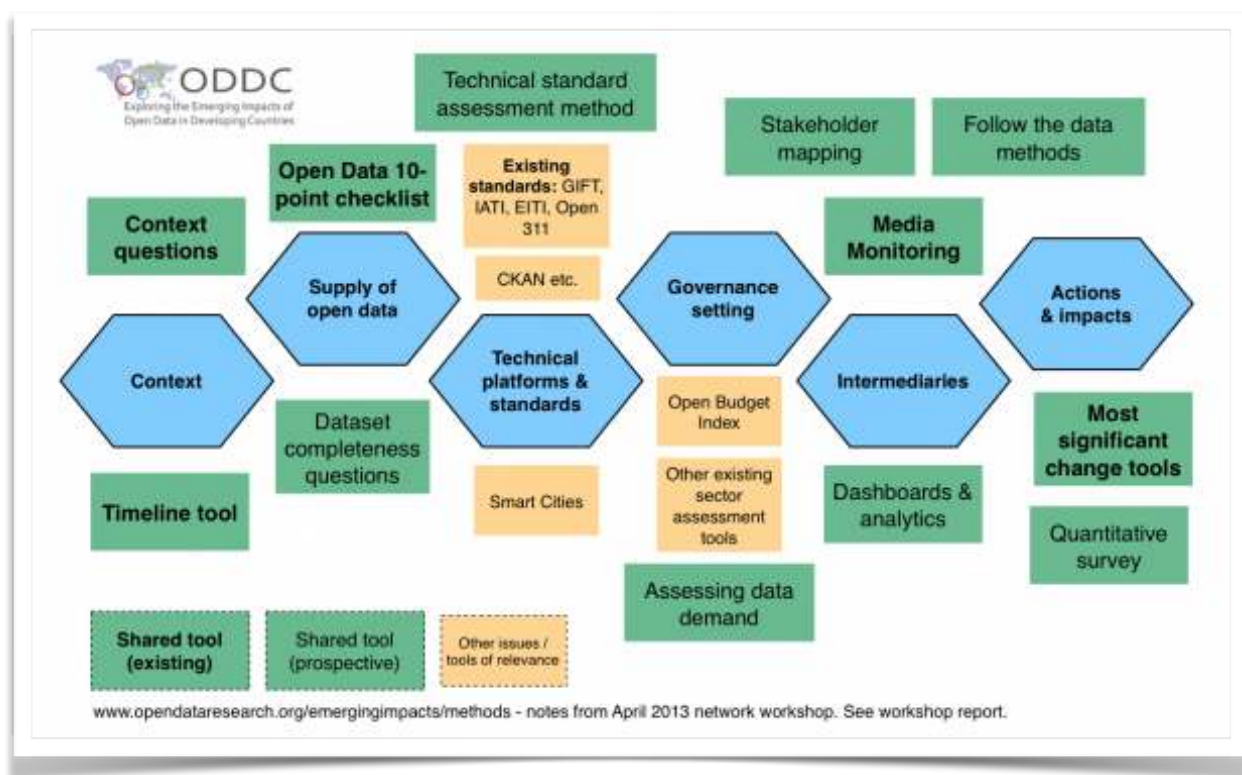 ODDC
Exploring the Emerging Impacts of
Open Data in Developing Countries
Technical standard
assessment method
Stakeholder
mapping
Follow the data
methods
Open Data 10-
point checklist
Existing
standards: GIFT,
IATI, EITI, Open
311
Context
questions
Media
Monitoring
CKAN etc.
Supply of
open data
Governance
setting
Actions
& impacts
Context
Technical
platforms &
standards
Intermediaries
Dataset
completeness
questions
Open Budget
Index
Most
significant
change tools
Timeline tool
Smart Cities
Other existing
sector
assessment
tools
Dashboards &
analytics
Quantitative
survey
Assessing data
demand
Shared tool
(existing)
Shared tool
(prospective)
Other issues /
tools of relevance
www.opendataresearch.org/emergingimpacts/methods - notes from April 2013 network workshop. See workshop report.